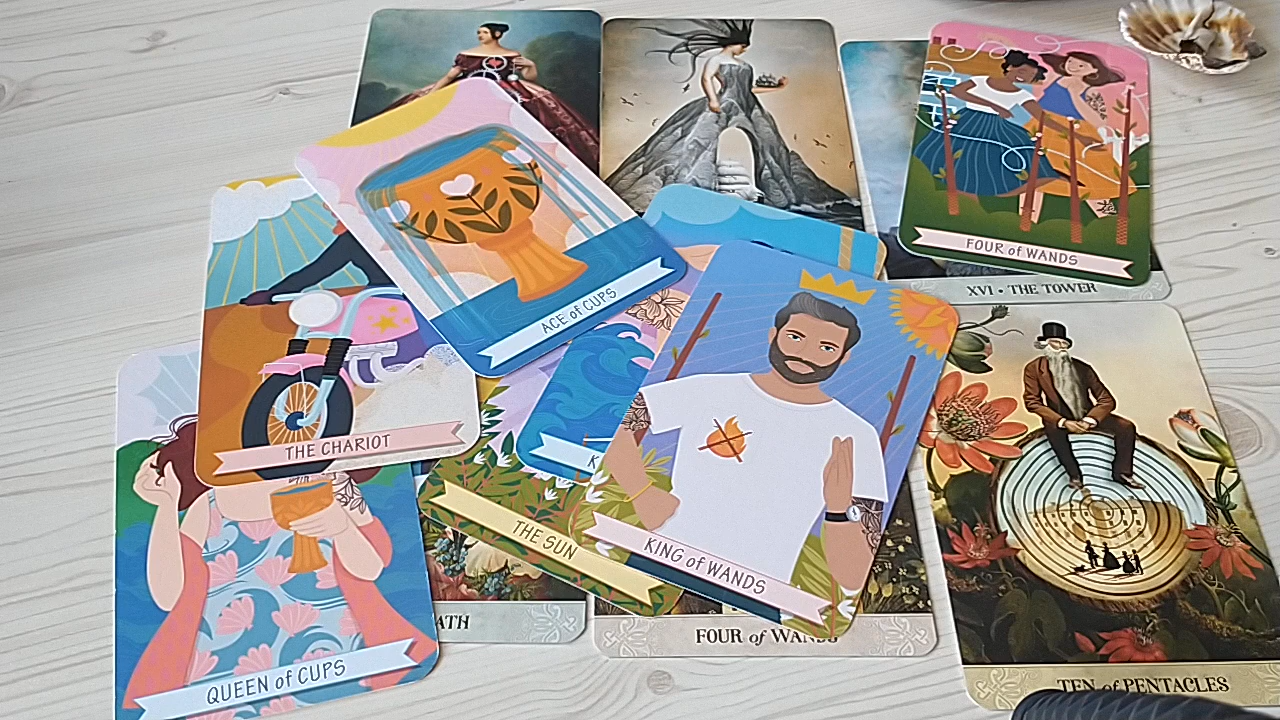 FOUR of WANDS
XVI • THE TOWER
ACE of CUPS
THE CHARIOT
K
THE SUN
KING of WANDS
ATH
FOUR of WANDS
QUEEN of CUPS
TEN of PENTACLES